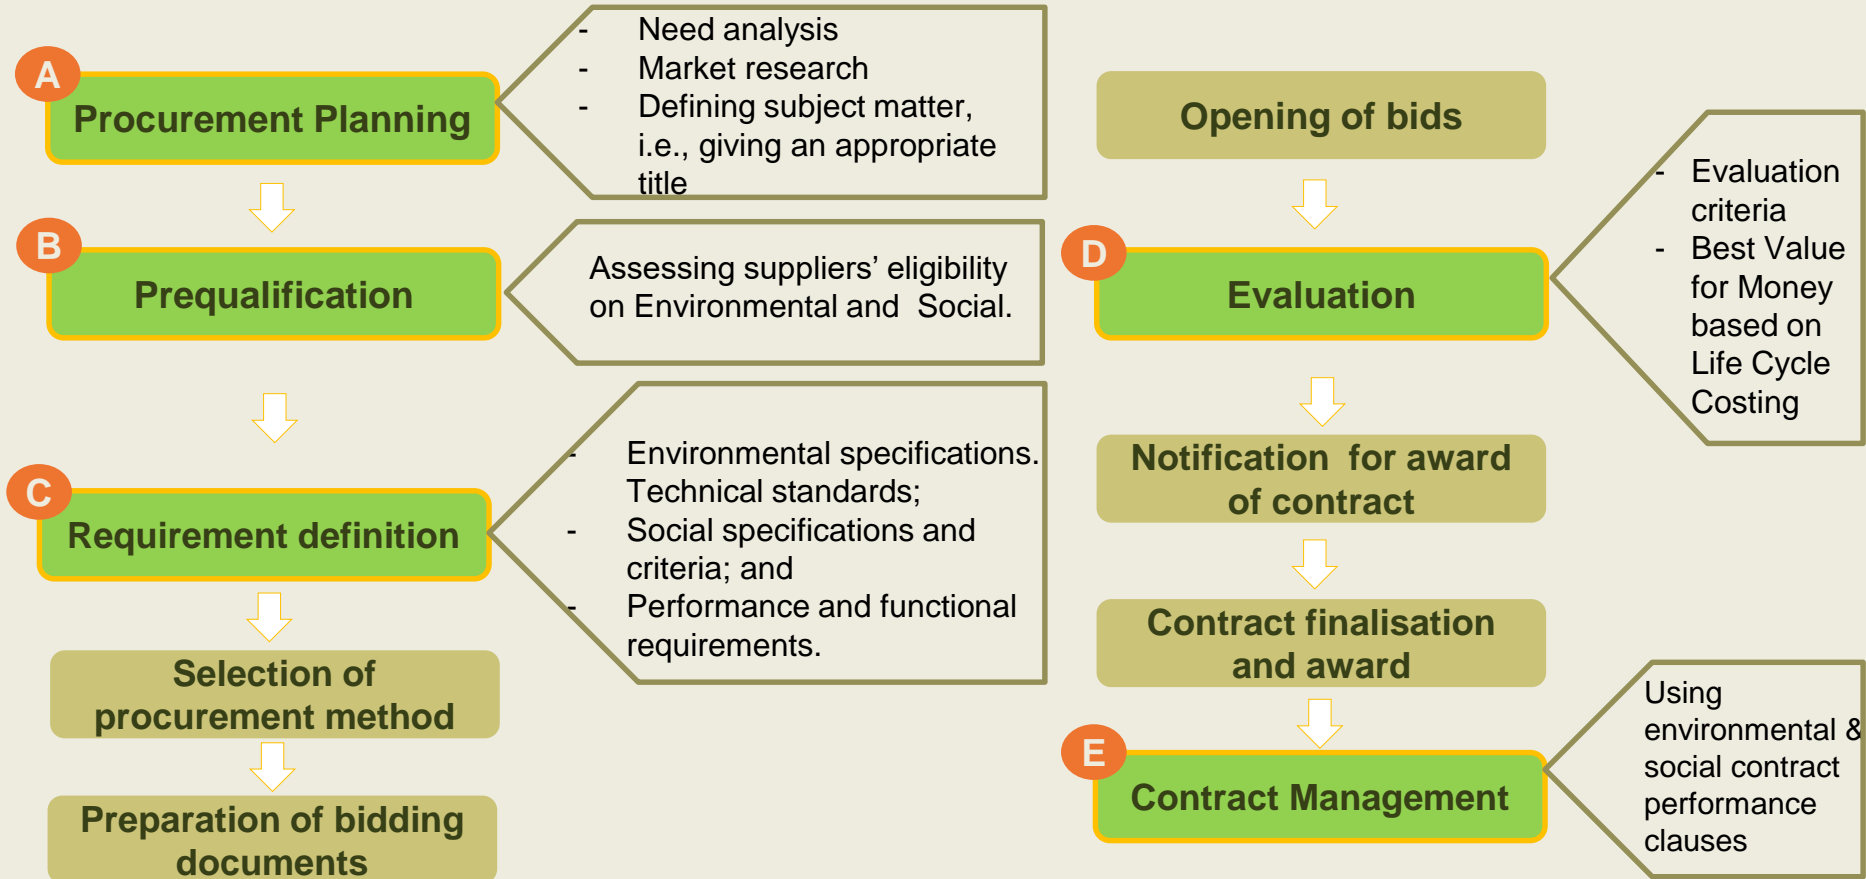 A
Procurement Planning
- Need analysis
- Market research
- Defining subject matter,
i.e., giving an appropriate
title
B
Prequalification
Assessing suppliers’ eligibility
on Environmental and  Social.
C
Requirement definition
- Environmental specifications.
Technical standards;
- Social specifications and
criteria; and
- Performance and functional
requirements.
Selection of
procurement method
Preparation of bidding
documents
Opening of bids
D
Evaluation
- Evaluation
criteria
- Best Value
for Money
based on
Life Cycle
Costing
Notification  for award
of contract
Contract finalisation
and award
E
Contract Management
Using
environmental &
social contract
performance
clauses